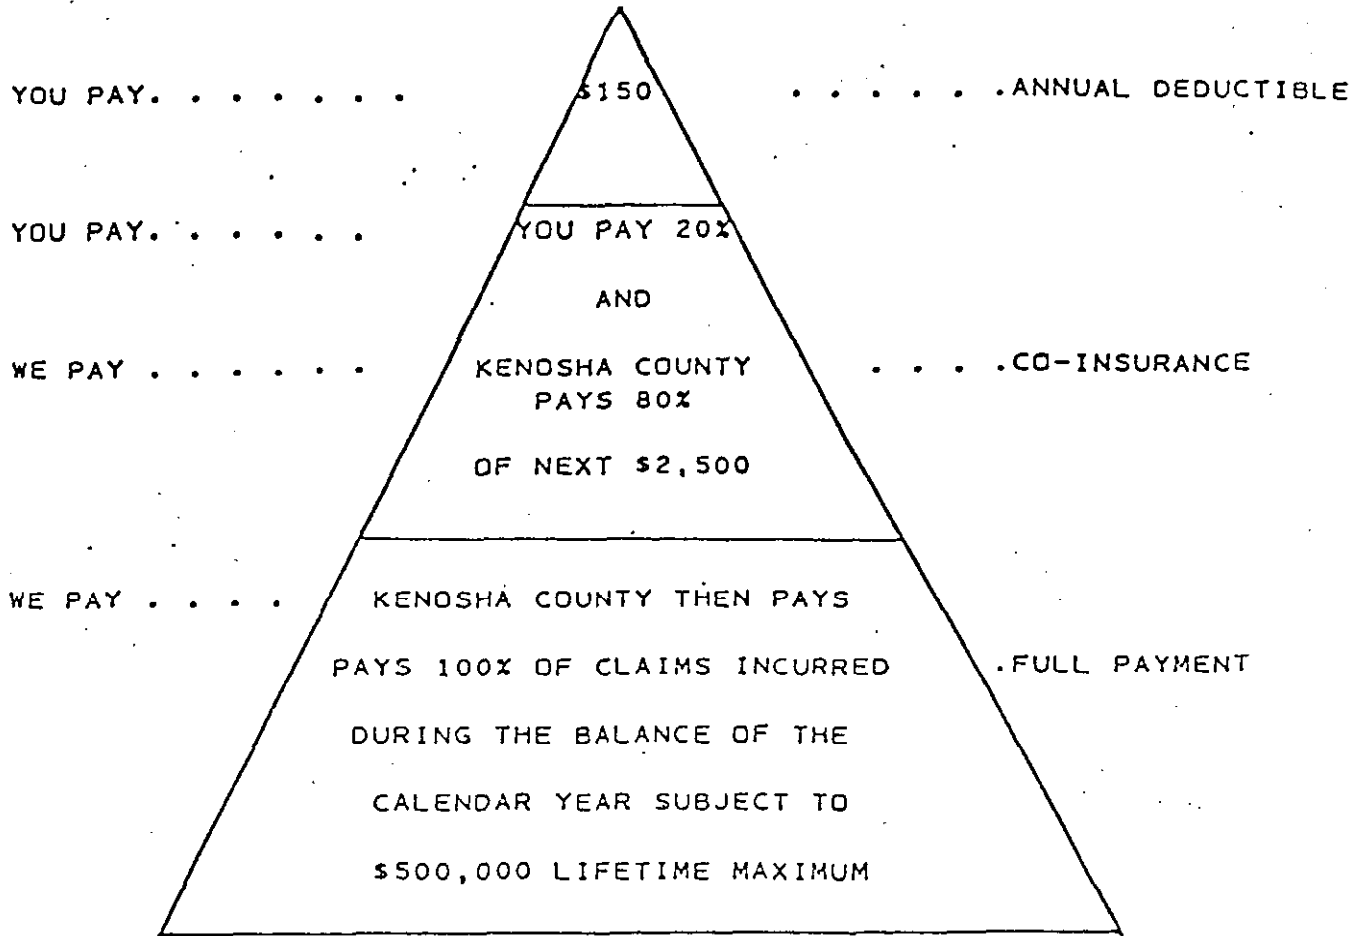 YOU PAY. . . . . . . $150 . . . . . .ANNUAL DEDUCTIBLE
YOU PAY. . . . . . YOU PAY 20%
AND
WE PAY . . . . . . KENOSHA COUNTY . . . .CO-INSURANCE
PAYS 80%
OF NEXT $2,500
WE PAY . . . . KENOSHA COUNTY THEN PAYS
PAYS 100% OF CLAIMS INCURRED .FULL PAYMENT
DURING THE BALANCE OF THE
CALENDAR YEAR SUBJECT TO
$500,000 LIFETIME MAXIMUM